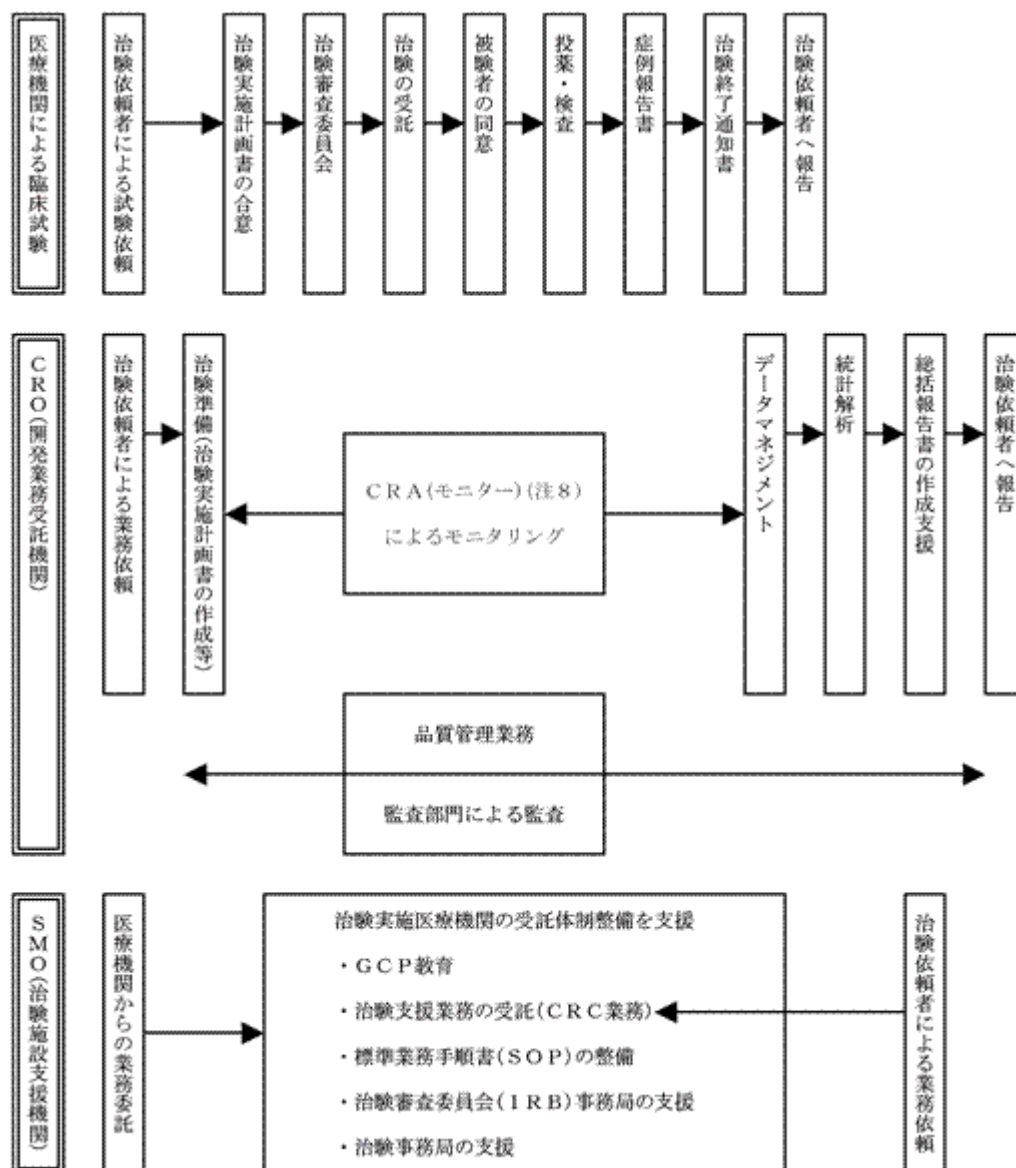 医療機関による臨床試験
治験依頼者による試験依頼
治験実施計画書の合意
治験審査委員会
治験の受託
被験者の同意
投薬・検査
症例報告書
治験終了通知書
治験依頼者へ報告
CRO(開発業務受託機関)
治験依頼者による業務依頼
治験準備(治験実施計画書の作成等)
CRA(モニター)(注8)
によるモニタリング
データマネジメント
統計解析
総括報告書の作成支援
治験依頼者へ報告
品質管理業務
監査部門による監査
SMO(治験施設支援機関)
医療機関からの業務委託
治験実施医療機関の受託体制整備を支援
・GCP教育
・治験支援業務の受託(CRC業務)
・標準業務手順書(SOP)の整備
・治験審査委員会(IRB)事務局の支援
・治験事務局の支援
治験依頼者による業務依頼